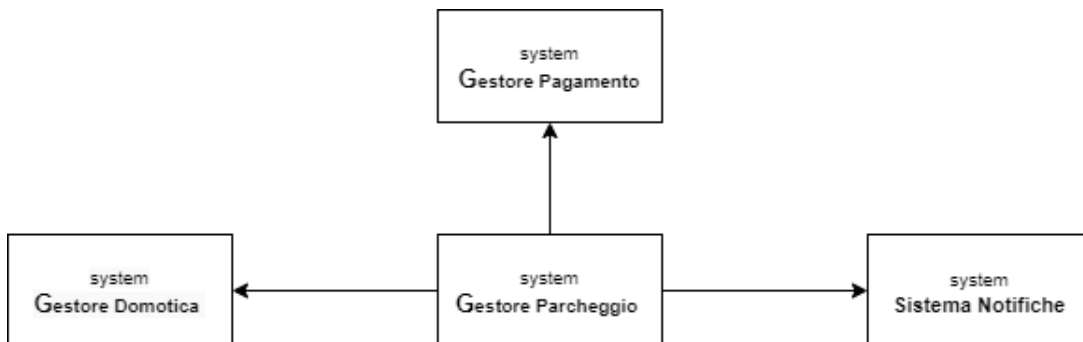 system
Gestore Pagamento
system
Gestore Domotica
system
Gestore Parcheggio
system
Sistema Notifiche